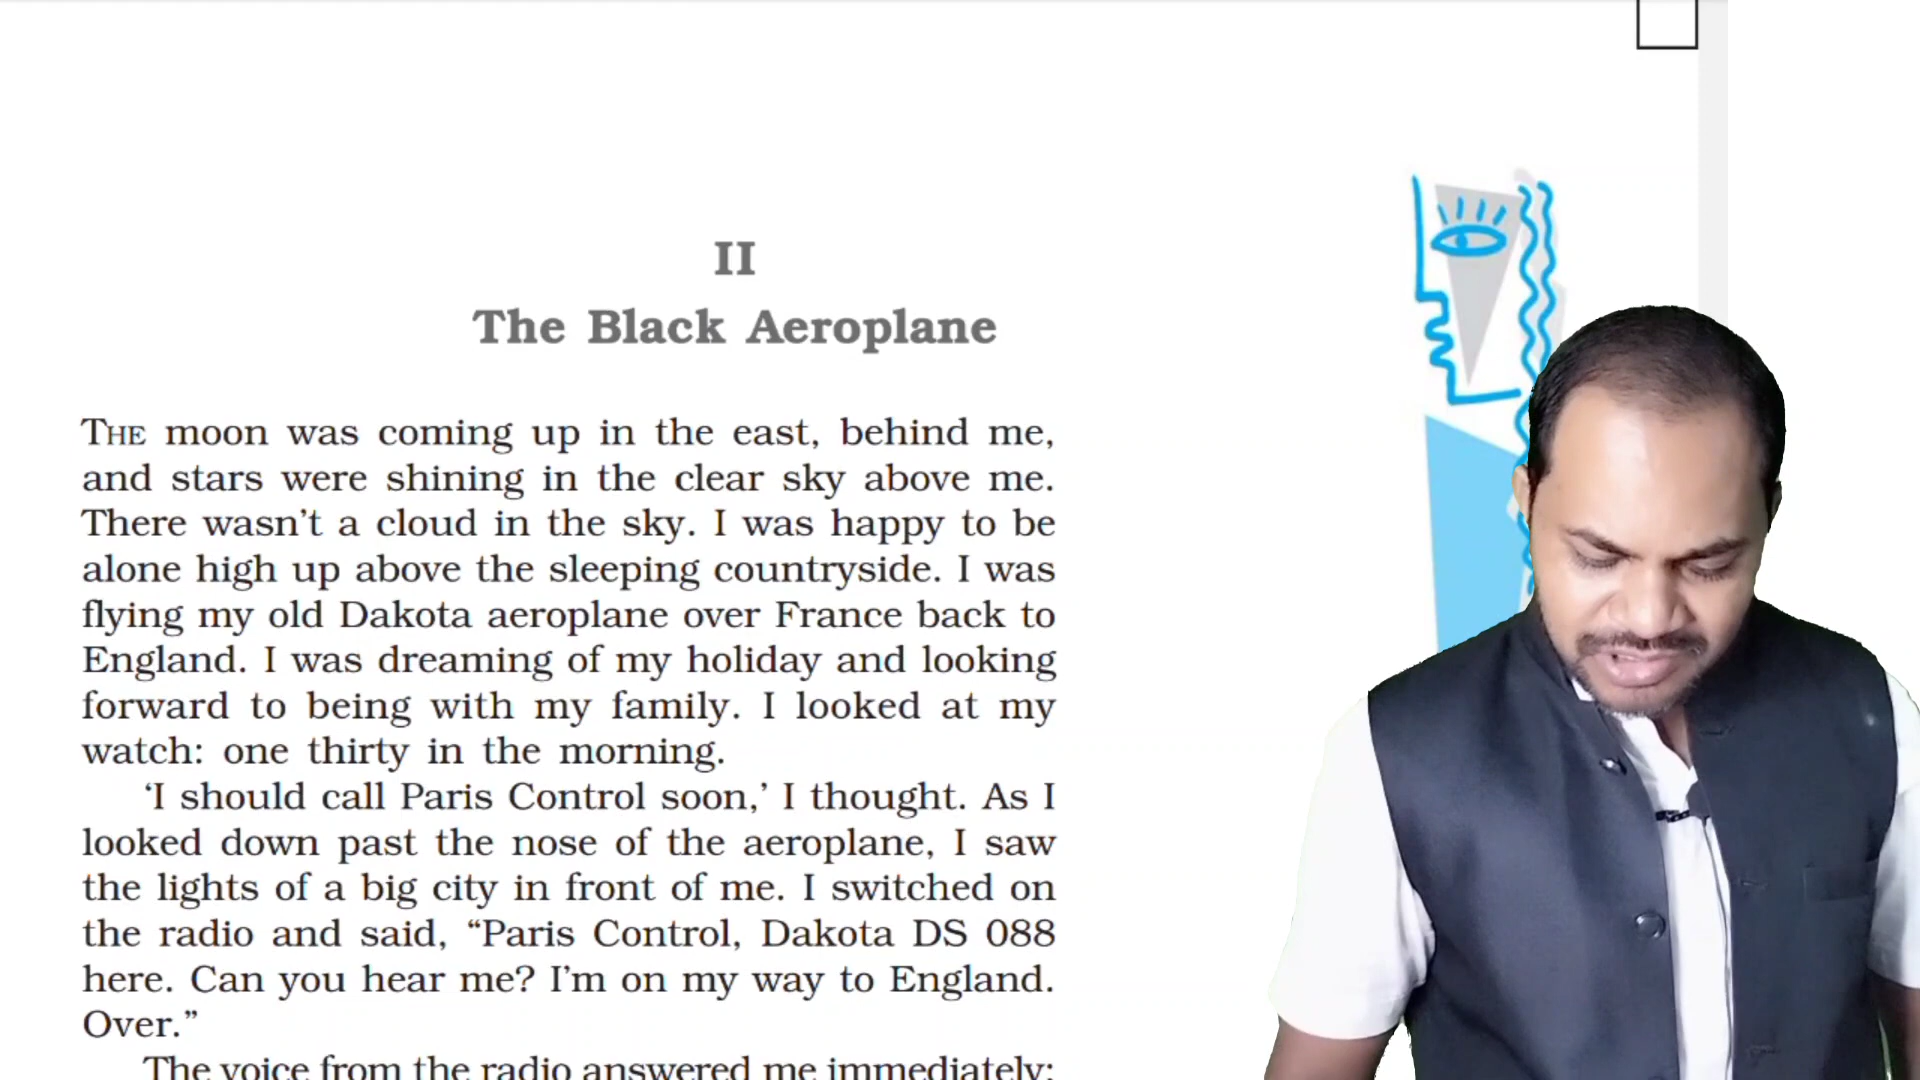 II
The Black Aeroplane
THE moon was coming up in the east, behind me,
and stars were shining in the clear sky above me.
There wasn’t a cloud in the sky. I was happy to be
alone high up above the sleeping countryside. I was
flying my old Dakota aeroplane over France back to
England. I was dreaming of my holiday and looking
forward to being with my family. I looked at my
watch: one thirty in the morning.
‘I should call Paris Control soon,’ I thought. As I
looked down past the nose of the aeroplane, I saw
the lights of a big city in front of me. I switched on
the radio and said, “Paris Control, Dakota DS 088
here. Can you hear me? I’m on my way to England.
Over.”
The voice from the radio answered me immediately: